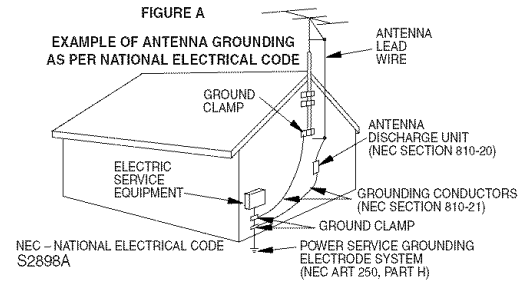 FIGURE A
EXAMPLE OF ANTENNA GROUNDING
AS PER NATIONAL ELECTRICAL CODE
ANTENNA
LEAD
WIRE
GROUND
CLAMP
ANTENNA
DISCHARGE UNIT
(NEC SECTION 810-20)
ELECTRIC
SERVICE
EQUIPMENT
GROUNDING CONDUCTORS
(NEC SECTION 810-21)
GROUND CLAMP
NEC – NATIONAL ELECTRICAL CODE
S2898A
POWER SERVICE GROUNDING
ELECTRODE SYSTEM
(NEC ART 250, PART H)